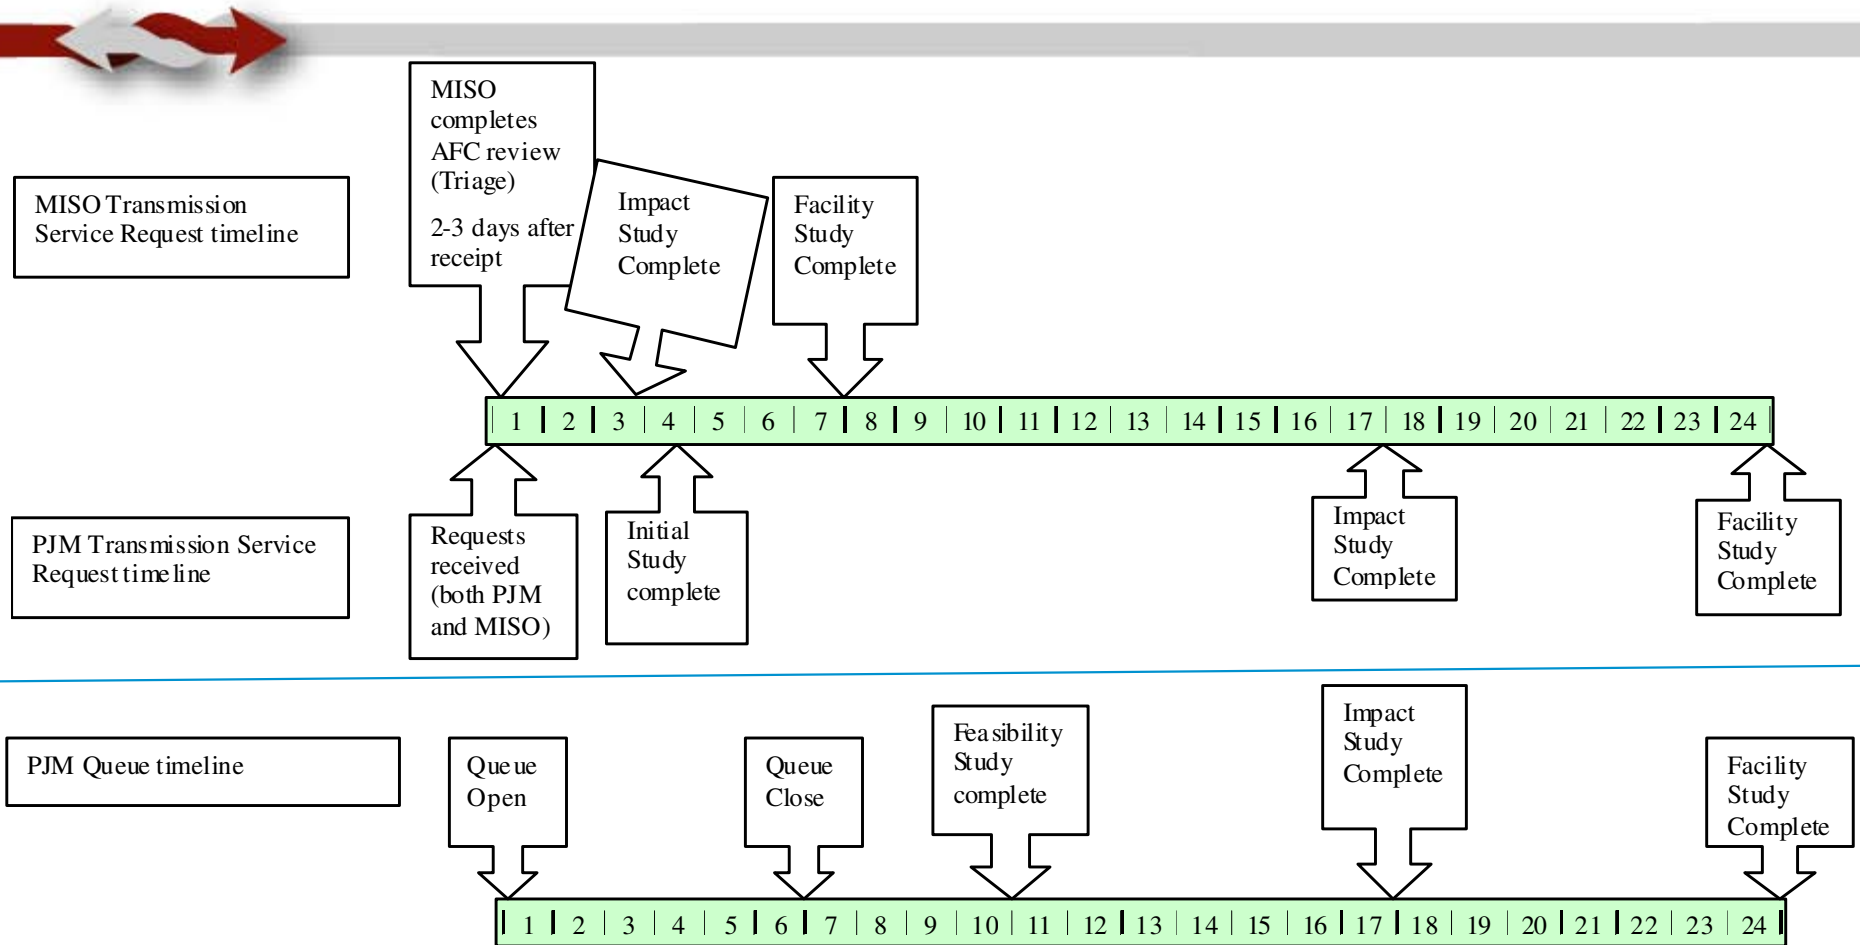 MISO
completes
AFC review
(Triage)
2-3 days after
receipt
MISO Transmission
Service Request timeline
Impact
Study
Complete
Facility
Study
Complete
1 2 3 4 5 6 7 8 9 10 11 12 13 14 15 16 17 18 19 20 21 22 23 24
PJM Transmission Service
Request timeline
Requests
received
(both PJM
and MISO)
Initial
Study
complete
Impact
Study
Complete
Facility
Study
Complete
PJM Queue timeline
Queue
Open
Queue
Close
Feasibility
Study
complete
Impact
Study
Complete
Facility
Study
Complete
1 2 3 4 5 6 7 8 9 10 11 12 13 14 15 16 17 18 19 20 21 22 23 24